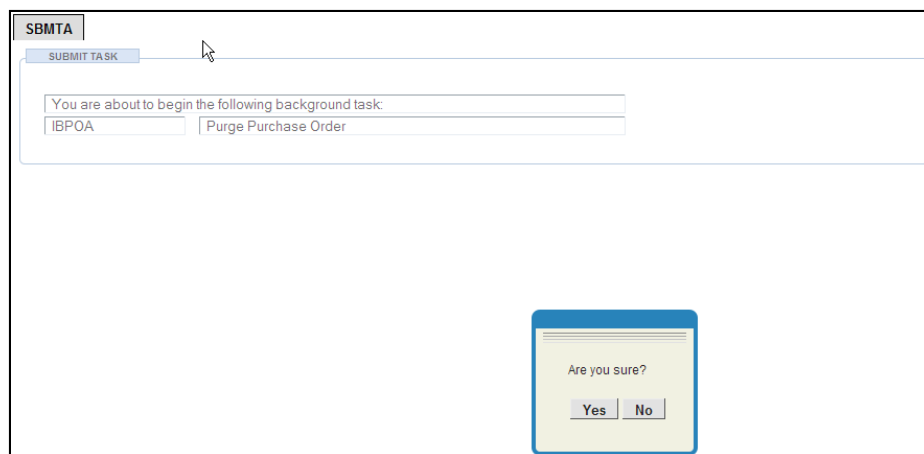 SBMTA
SUBMIT TASK
You are about to begin the following background task:
IBPOA Purge Purchase Order
Are you sure?
Yes No